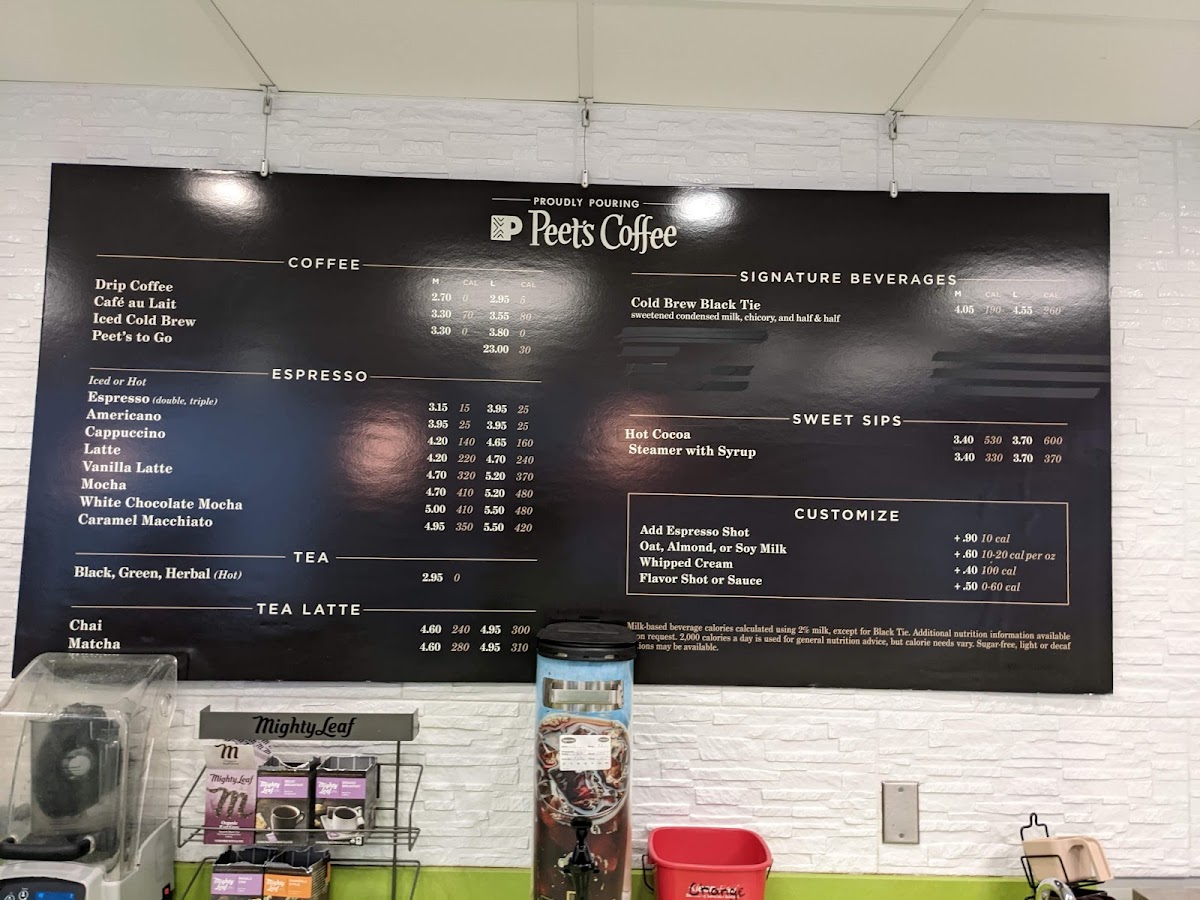 PROUDLY POURING
Peet's Coffee
COFFEE
M CAL L CAL
Drip Coffee 2.70 0 2.95 5
Café au Lait 3.30 70 3.55 80
Iced Cold Brew 3.30 0 3.80 0
Peet's to Go 23.00 30
ESPRESSO
Iced or Hot
Espresso (double, triple) 3.15 15 3.95 25
Americano 3.95 25 3.95 25
Cappuccino 4.20 140 4.65 160
Latte 4.20 220 4.70 240
Vanilla Latte 4.70 320 5.20 370
Mocha 4.70 410 5.20 480
White Chocolate Mocha 5.00 410 5.50 480
Caramel Macchiato 4.95 350 5.50 420
TEA
Black, Green, Herbal (Hot) 2.95 0
TEA LATTE
Chai 4.60 240 4.95 300
Matcha 4.60 280 4.95 310
SIGNATURE BEVERAGES
M CAL L CAL
Cold Brew Black Tie 4.05 190 4.55 260
sweetened condensed milk, chicory, and half & half
SWEET SIPS
Hot Cocoa 3.40 530 3.70 600
Steamer with Syrup 3.40 330 3.70 370
CUSTOMIZE
Add Espresso Shot +.90 10 cal
Oat, Almond, or Soy Milk +.60 10-20 cal per oz
Whipped Cream +.40 100 cal
Flavor Shot or Sauce +.50 0-60 cal
Milk-based beverage calories calculated using 2% milk, except for Black Tie. Additional nutrition information available
on request. 2,000 calories a day is used for general nutrition advice, but calorie needs vary. Sugar-free, light or decaf
may be available.
Mighty Leaf
m
Mighty Leaf
m
Organic
Mighty Leaf
Mighty Leaf
Orange